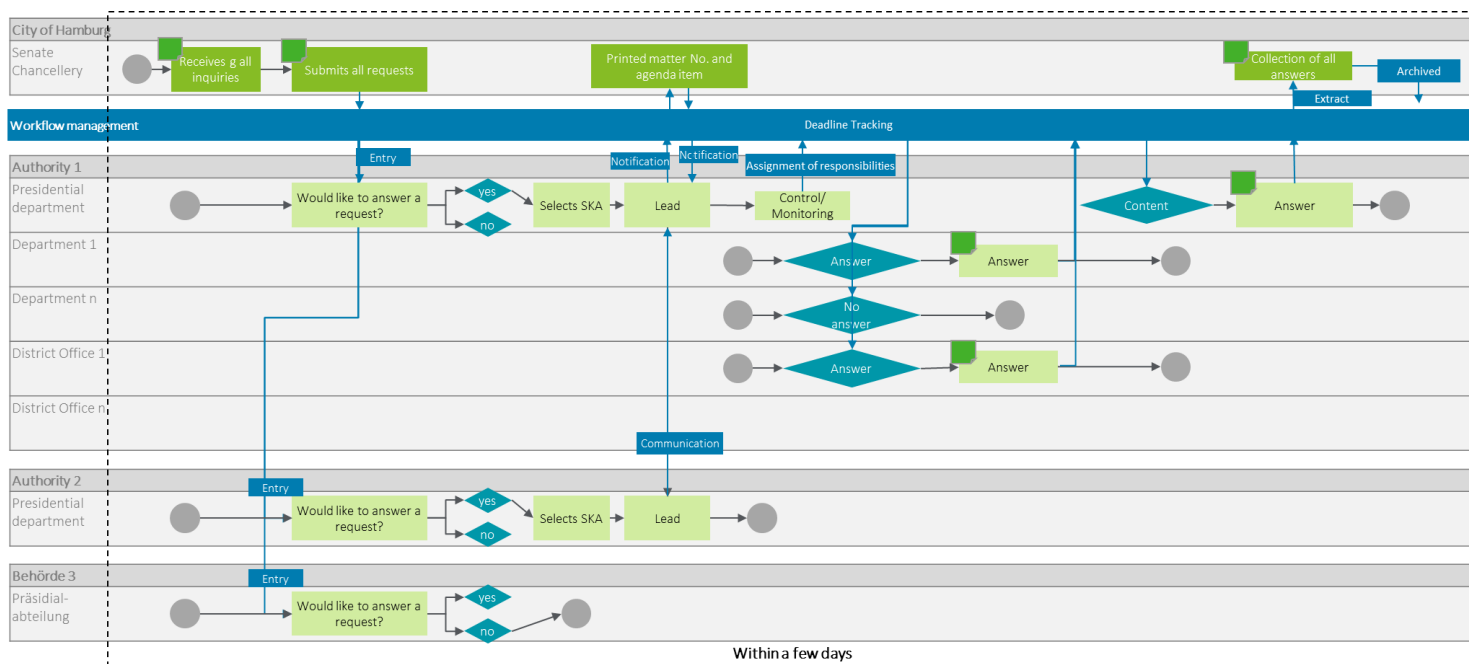 City of Hamburg
Senate
Chancellery
Receives g all
inquiries
Submits all requests
Printed matter No. and
agenda item
Collection of all
answers
Archived
Extract
Workflow management
Deadline Tracking
Entry
Notification
Notification
Assignment of responsibilities
Authority 1
Presidential
department
Would like to answer a
request?
yes
no
Selects SKA
Lead
Control/
Monitoring
Content
Answer
Department 1
Answer
Answer
Department n
No
answer
District Office 1
Answer
Answer
District Office n
Communication
Authority 2
Presidential
department
Entry
Would like to answer a
request?
yes
no
Selects SKA
Lead
Behörde 3
Präsidial-
abteilung
Entry
Would like to answer a
request?
yes
no
Within a few days